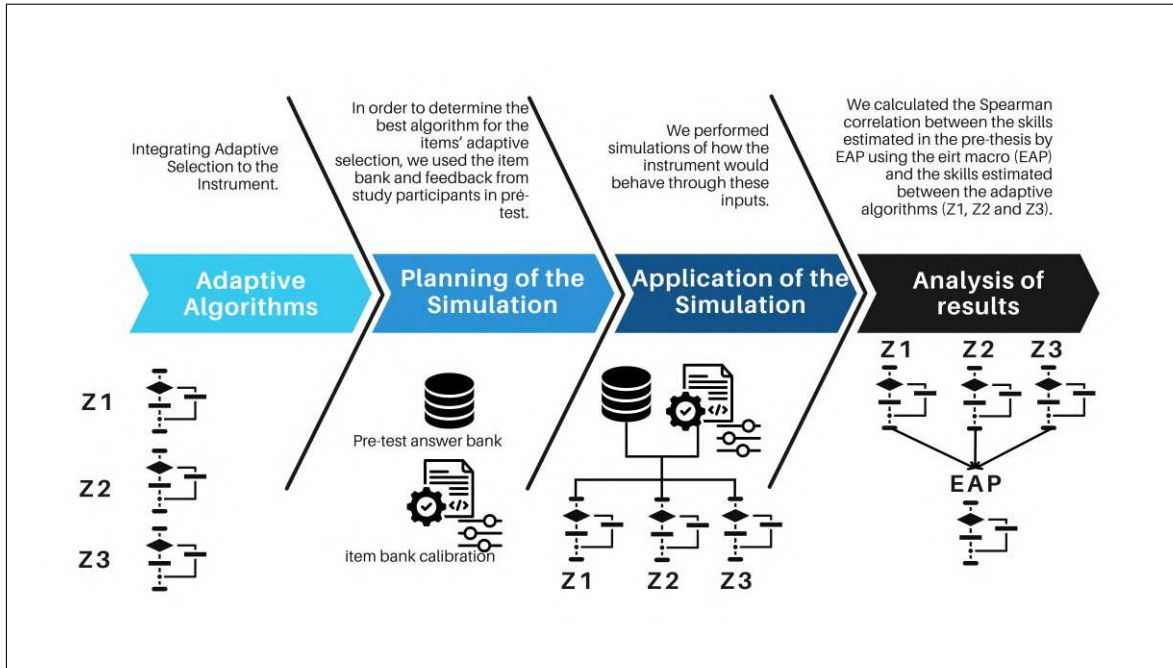 Integrating Adaptive
Selection to the
Instrument.
In order to determine the
best algorithm for the
items' adaptive
selection, we used the item
bank and feedback from
study participants in pré-
test.
We performed
simulations of how the
instrument would
behave through these
inputs.
We calculated the Spearman
correlation between the skills
estimated in the pre-thesis by
EAP using the eirt macro (EAP)
and the skills estimated
between the adaptive
algorithms (Z1, Z2 and Z3).
Adaptive
Algorithms
Planning of the
Simulation
Application of the
Simulation
Analysis of
results
Z1
Z2
Z3
Pre-test answer bank
</>
item bank calibration
</>
Z1
Z2
Z3
Z1
Z2
Z3
EAP